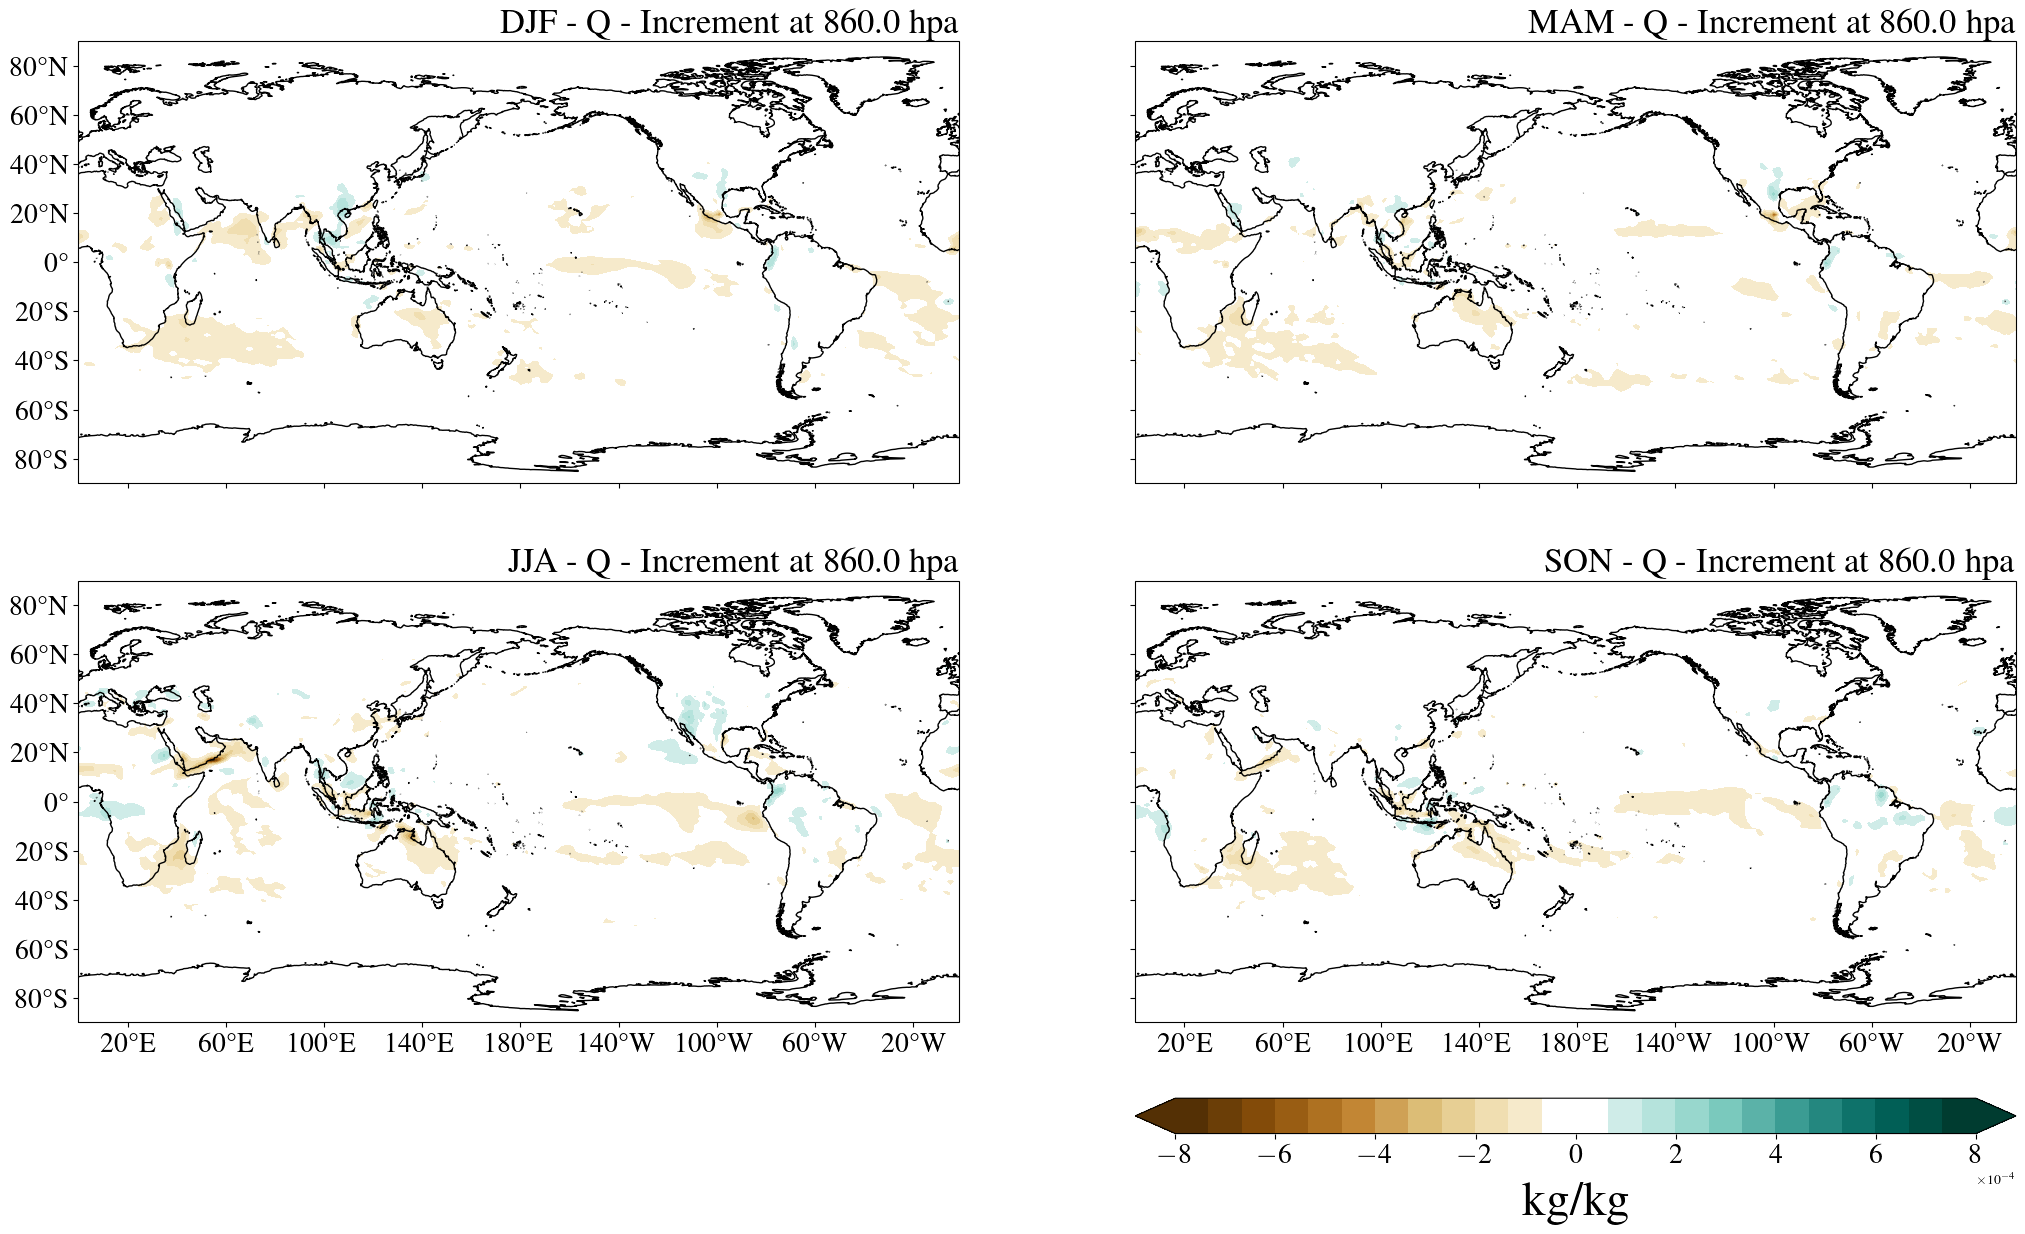 DJF - Q - Increment at 860.0 hpa
MAM - Q - Increment at 860.0 hpa
80°N
60°N
40°N
20°N
0°
20°S
40°S
60°S
80°S
JJA - Q - Increment at 860.0 hpa
SON - Q - Increment at 860.0 hpa
80°N
60°N
40°N
20°N
0°
20°S
40°S
60°S
80°S
20°E 60°E 100°E 140°E 180°E 140°W 100°W 60°W 20°W
20°E 60°E 100°E 140°E 180°E 140°W 100°W 60°W 20°W
−8 −6 −4 −2 0 2 4 6 8
×10⁻⁴
kg/kg